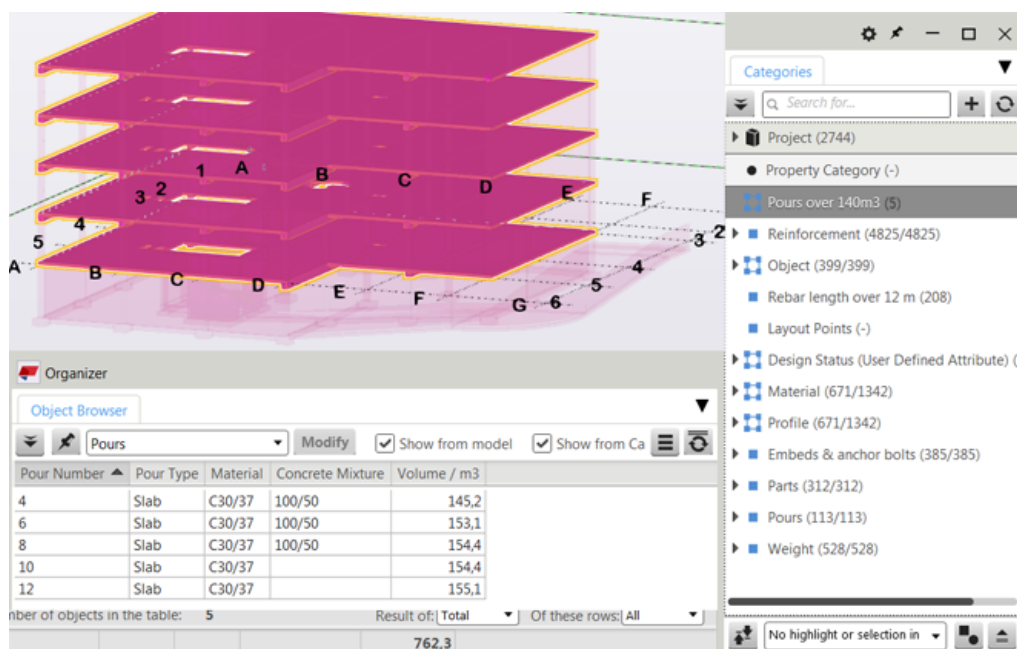 1 A B C D E F
3 2
4
5
A B C D E F G 6 5 4 3 2
Organizer
Object Browser
Pours Modify Show from model Show from Ca
Pour Number Pour Type Material Concrete Mixture Volume / m3
4 Slab C30/37 100/50 145,2
6 Slab C30/37 100/50 153,1
8 Slab C30/37 100/50 154,4
10 Slab C30/37 154,4
12 Slab C30/37 155,1
of objects in the table: 5 Result of: Total Of these rows: All
762,3
Categories
Search for...
Project (2744)
Property Category (-)
Pours over 140m3 (5)
Reinforcement (4825/4825)
Object (399/399)
Rebar length over 12 m (208)
Layout Points (-)
Design Status (User Defined Attribute) (
Material (671/1342)
Profile (671/1342)
Embeds & anchor bolts (385/385)
Parts (312/312)
Pours (113/113)
Weight (528/528)
No highlight or selection in